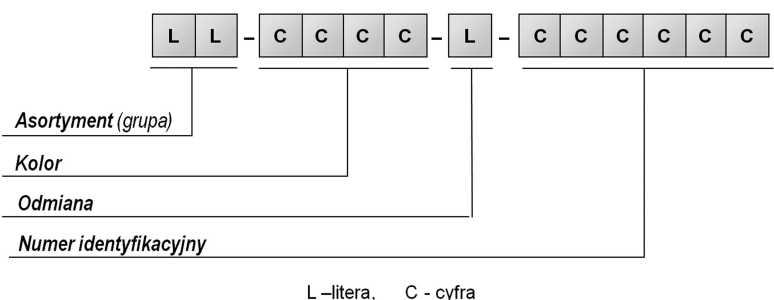 L L – C C C C – L – C C C C C C
Asortyment (grupa)
Kolor
Odmiana
Numer identyfikacyjny
L –litera, C - cyfra